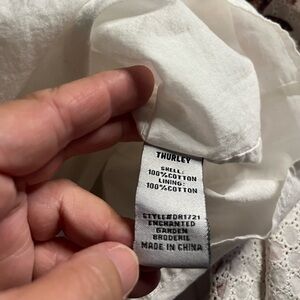 THURLEY
SHELL:
100%COTTON
LINING:
100%COTTON
STYLE#DR1721
ENCHANTED
GARDEN
BRODERIE
MADE IN CHINA